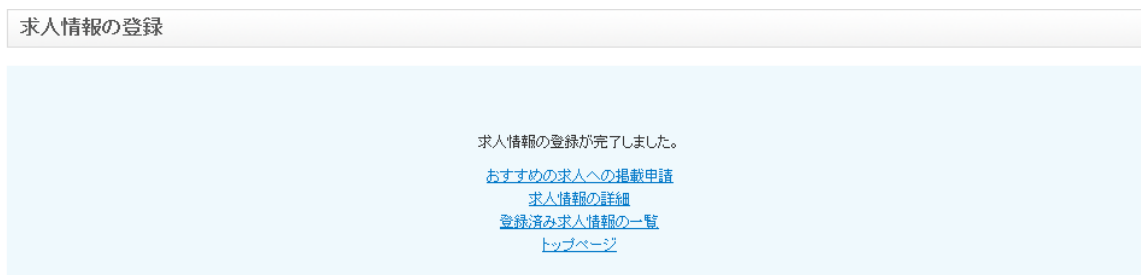 求人情報の登録
求人情報の登録が完了しました。
おすすめの求人への掲載申請
求人情報の詳細
登録済み求人情報の一覧
トップページ